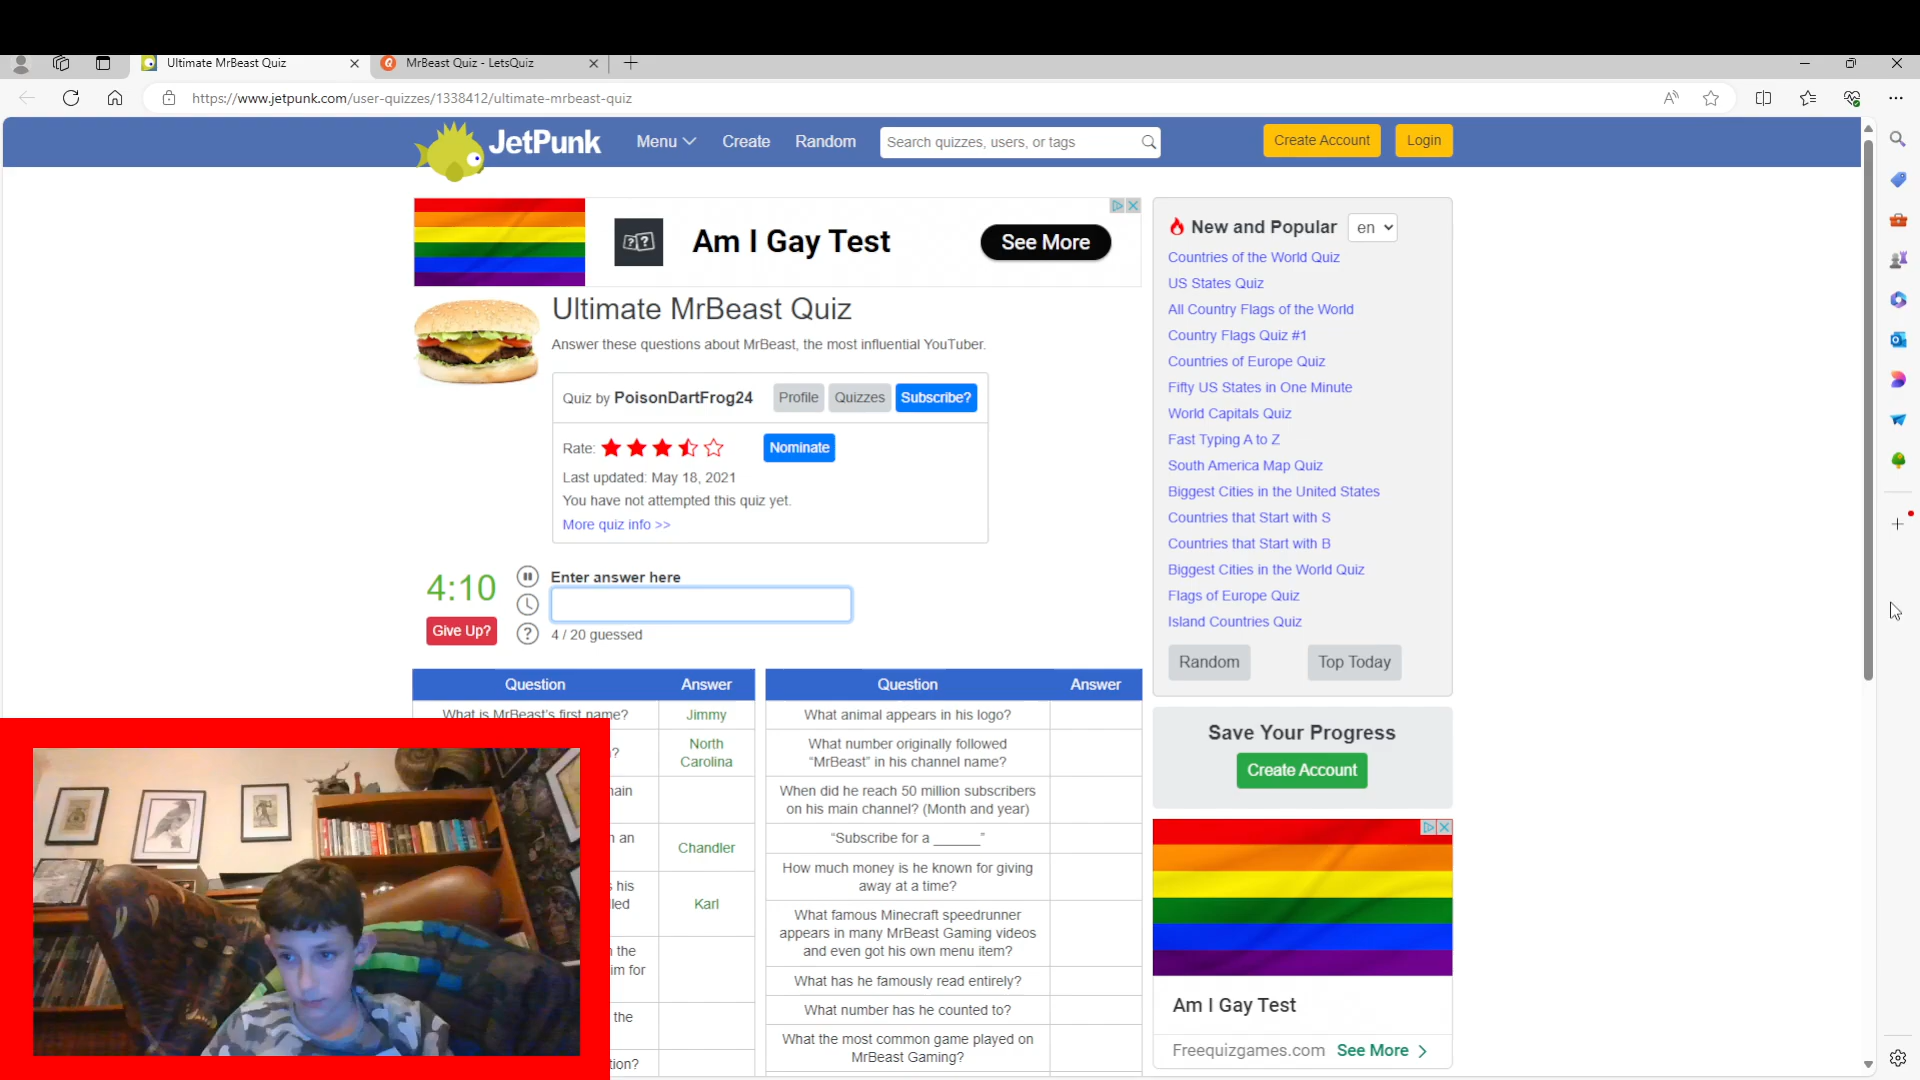 Ultimate MrBeast Quiz
MrBeast Quiz - LetsQuiz
https://www.jetpunk.com/user-quizzes/1338412/ultimate-mrbeast-quiz
JetPunk
Menu
Create
Random
Search quizzes, users, or tags
Create Account
Login
Am I Gay Test
See More
Ultimate MrBeast Quiz
Answer these questions about MrBeast, the most influential YouTuber.
Quiz by PoisonDartFrog24
Profile
Quizzes
Subscribe?
Rate:
Nominate
Last updated: May 18, 2021
You have not attempted this quiz yet.
More quiz info >>
4:10
Give Up?
Enter answer here
4 / 20 guessed
Question
Answer
What is MrBeast's first name?
Jimmy
?
North
Carolina
ain
an
Chandler
his
led
Karl
the
im for
the
tion?
Question
Answer
What animal appears in his logo?
What number originally followed
“MrBeast” in his channel name?
When did he reach 50 million subscribers
on his main channel? (Month and year)
“Subscribe for a ______”
How much money is he known for giving
away at a time?
What famous Minecraft speedrunner
appears in many MrBeast Gaming videos
and even got his own menu item?
What has he famously read entirely?
What number has he counted to?
What the most common game played on
MrBeast Gaming?
New and Popular
en
Countries of the World Quiz
US States Quiz
All Country Flags of the World
Country Flags Quiz #1
Countries of Europe Quiz
Fifty US States in One Minute
World Capitals Quiz
Fast Typing A to Z
South America Map Quiz
Biggest Cities in the United States
Countries that Start with S
Countries that Start with B
Biggest Cities in the World Quiz
Flags of Europe Quiz
Island Countries Quiz
Random
Top Today
Save Your Progress
Create Account
Am I Gay Test
Freequizgames.com
See More >